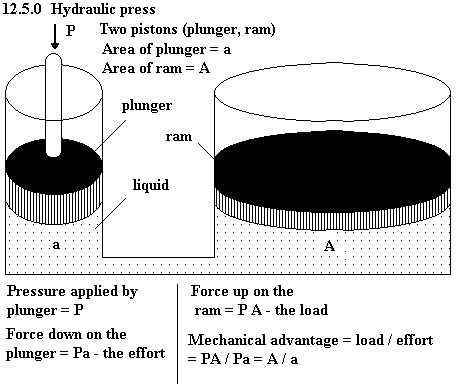 12.5.0 Hydraulic press
P
Two pistons (plunger, ram)
Area of plunger = a
Area of ram = A
plunger
ram
liquid
a
A
Pressure applied by
plunger = P
Force down on the
plunger = Pa - the effort
Force up on the
ram = P A - the load
Mechanical advantage = load / effort
= PA / Pa = A / a